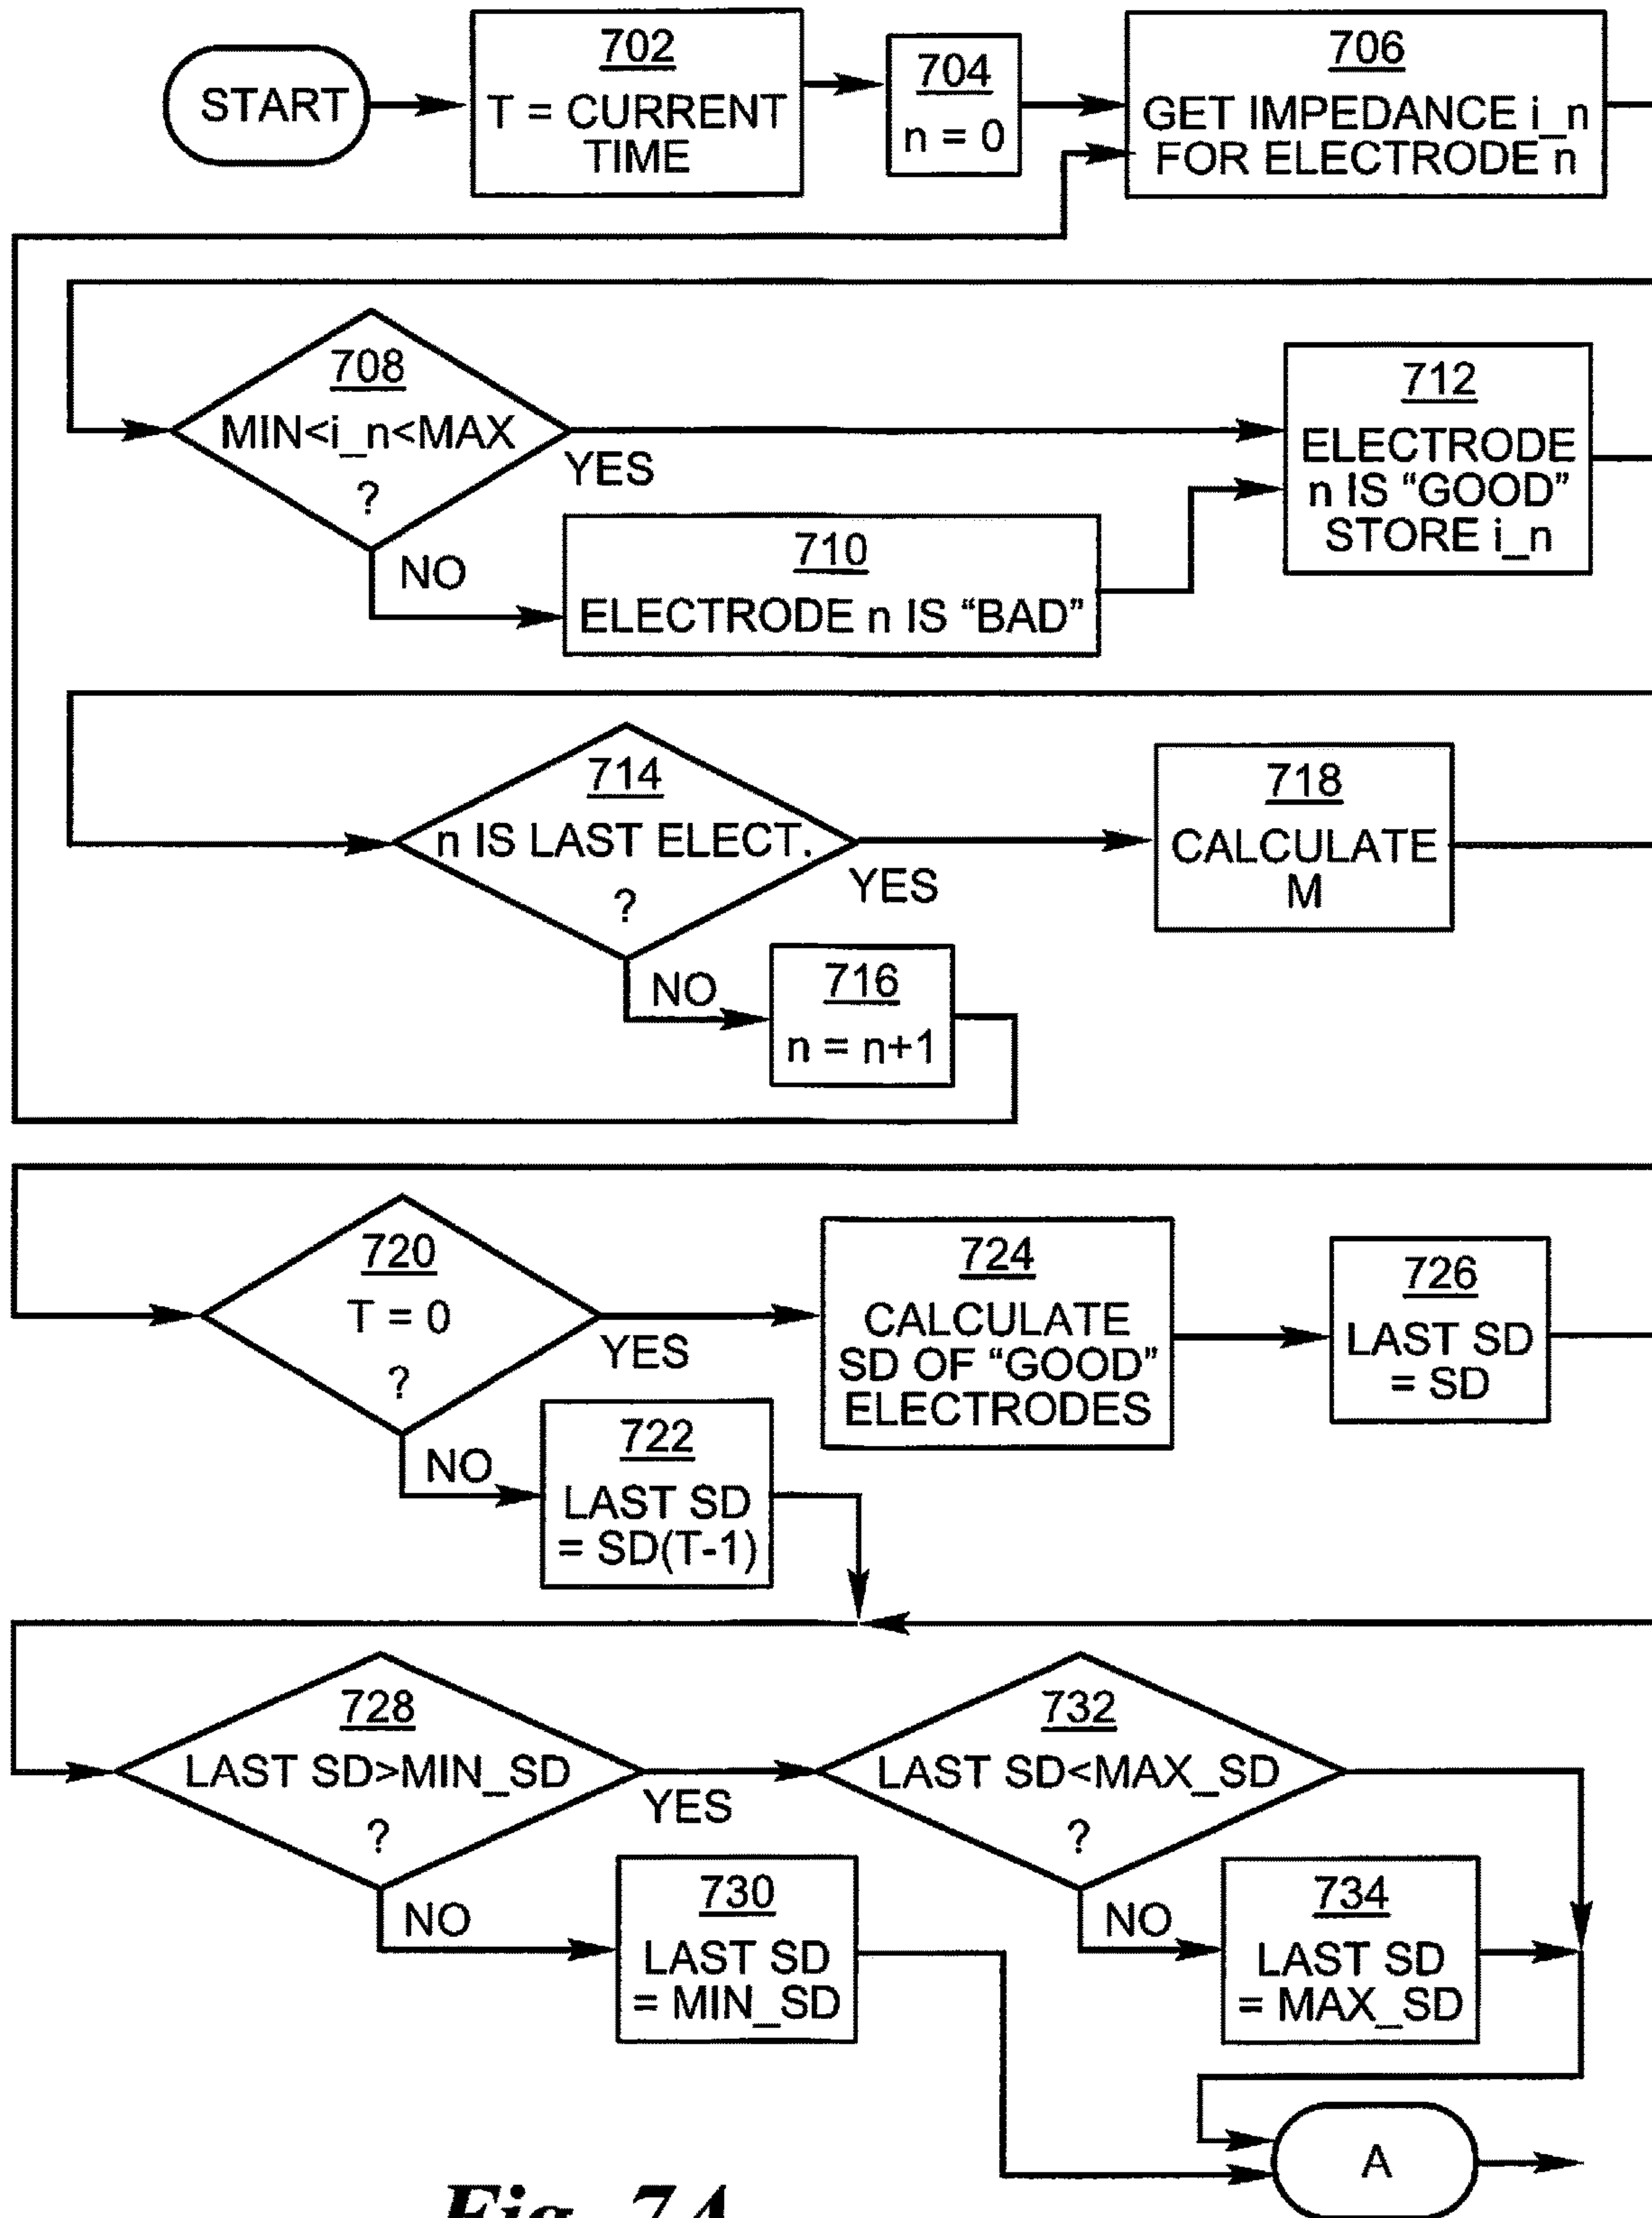 START
702
T = CURRENT
TIME
704
n = 0
706
GET IMPEDANCE i_n
FOR ELECTRODE n
708
MIN<i_n<MAX
?
YES
NO
710
ELECTRODE n IS “BAD”
712
ELECTRODE
n IS “GOOD”
STORE i_n
714
n IS LAST ELECT.
?
YES
NO
716
n = n+1
718
CALCULATE
M
720
T = 0
?
YES
NO
722
LAST SD
= SD(T-1)
724
CALCULATE
SD OF “GOOD”
ELECTRODES
726
LAST SD
= SD
728
LAST SD>MIN_SD
?
YES
NO
730
LAST SD
= MIN_SD
732
LAST SD<MAX_SD
?
NO
734
LAST SD
= MAX_SD
A
Fig. 7A